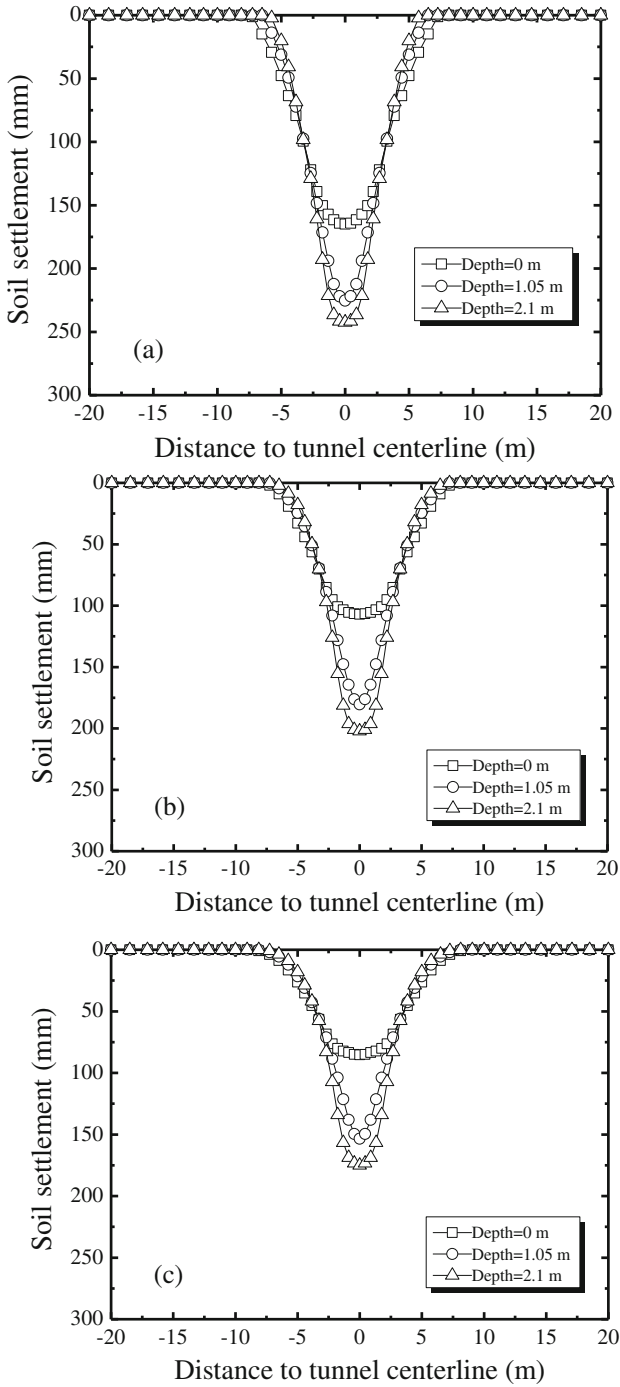 0
50
100
150
200
250
300
Soil settlement (mm)
Depth=0 m
Depth=1.05 m
Depth=2.1 m
(a)
-20 -15 -10 -5 0 5 10 15 20
Distance to tunnel centerline (m)
0
50
100
150
200
250
300
Soil settlement (mm)
Depth=0 m
Depth=1.05 m
Depth=2.1 m
(b)
-20 -15 -10 -5 0 5 10 15 20
Distance to tunnel centerline (m)
0
50
100
150
200
250
300
Soil settlement (mm)
Depth=0 m
Depth=1.05 m
Depth=2.1 m
(c)
-20 -15 -10 -5 0 5 10 15 20
Distance to tunnel centerline (m)